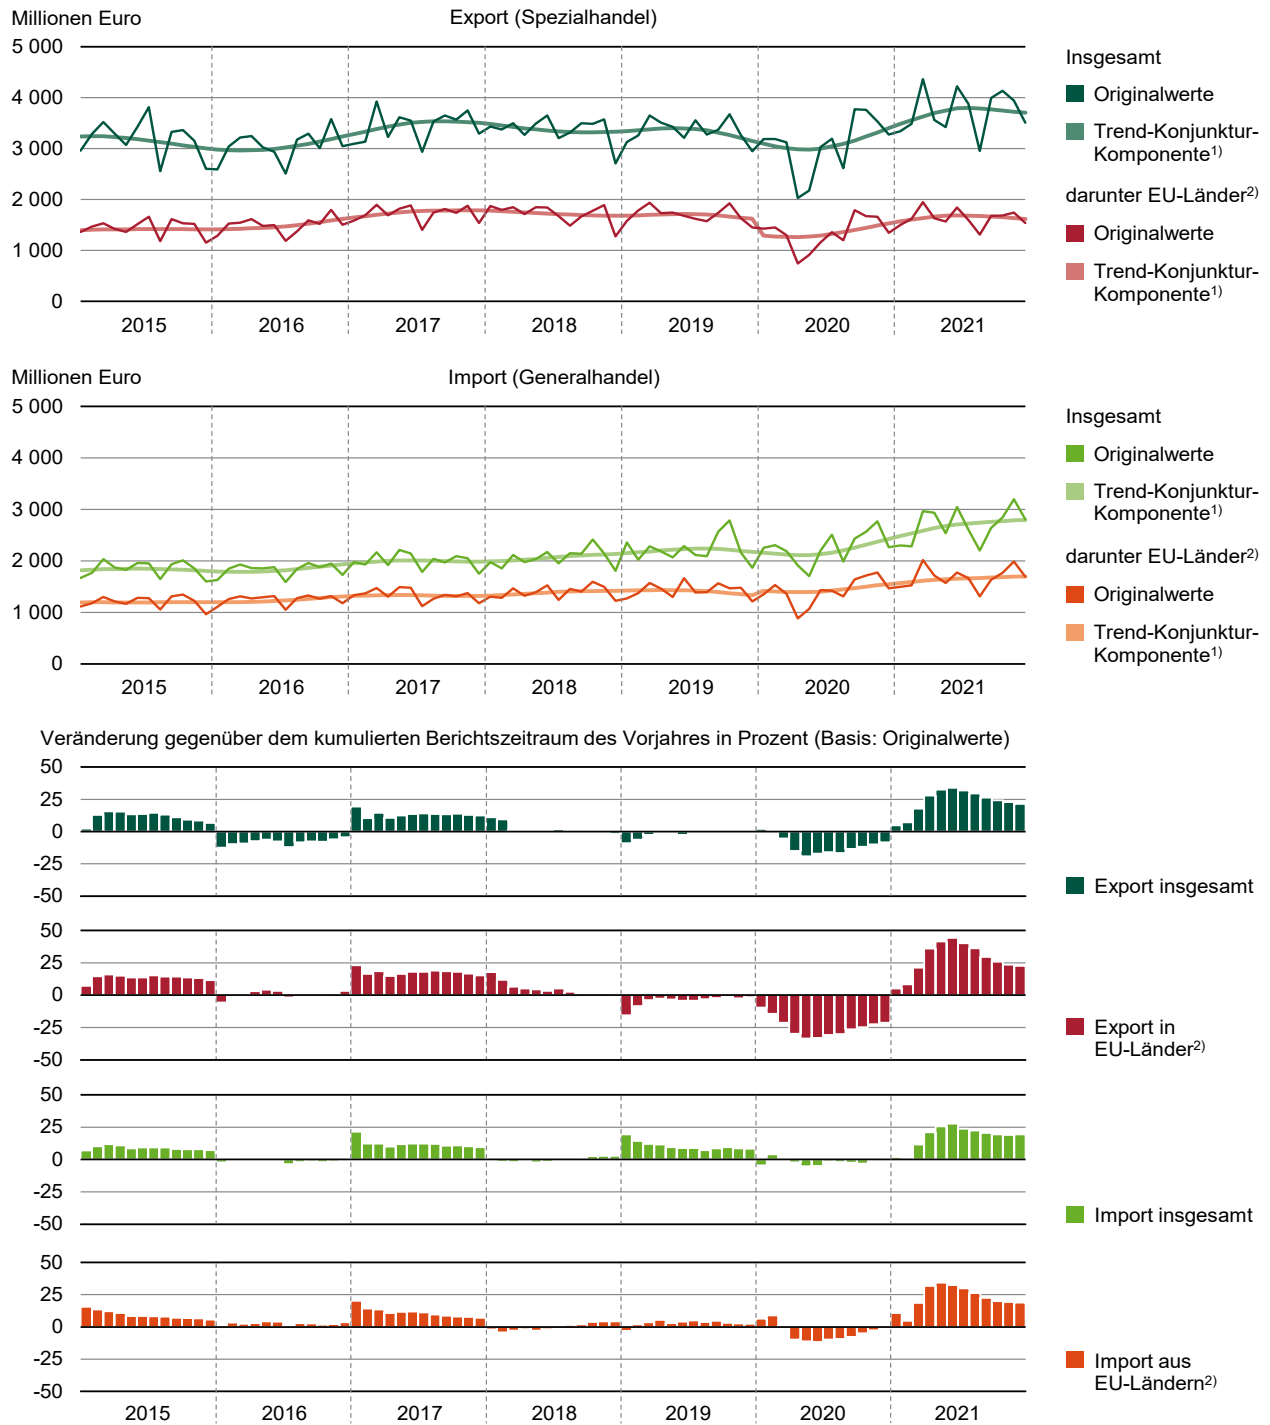 Millionen Euro
Export (Spezialhandel)
5 000
4 000
3 000
2 000
1 000
0
2015 2016 2017 2018 2019 2020 2021
Insgesamt
Originalwerte
Trend-Konjunktur-
Komponente1)
darunter EU-Länder2)
Originalwerte
Trend-Konjunktur-
Komponente1)
Millionen Euro
Import (Generalhandel)
5 000
4 000
3 000
2 000
1 000
0
2015 2016 2017 2018 2019 2020 2021
Insgesamt
Originalwerte
Trend-Konjunktur-
Komponente1)
darunter EU-Länder2)
Originalwerte
Trend-Konjunktur-
Komponente1)
Veränderung gegenüber dem kumulierten Berichtszeitraum des Vorjahres in Prozent (Basis: Originalwerte)
50
25
0
-25
-50
Export insgesamt
50
25
0
-25
-50
Export in
EU-Länder2)
50
25
0
-25
-50
Import insgesamt
50
25
0
-25
-50
Import aus
EU-Ländern2)
2015 2016 2017 2018 2019 2020 2021